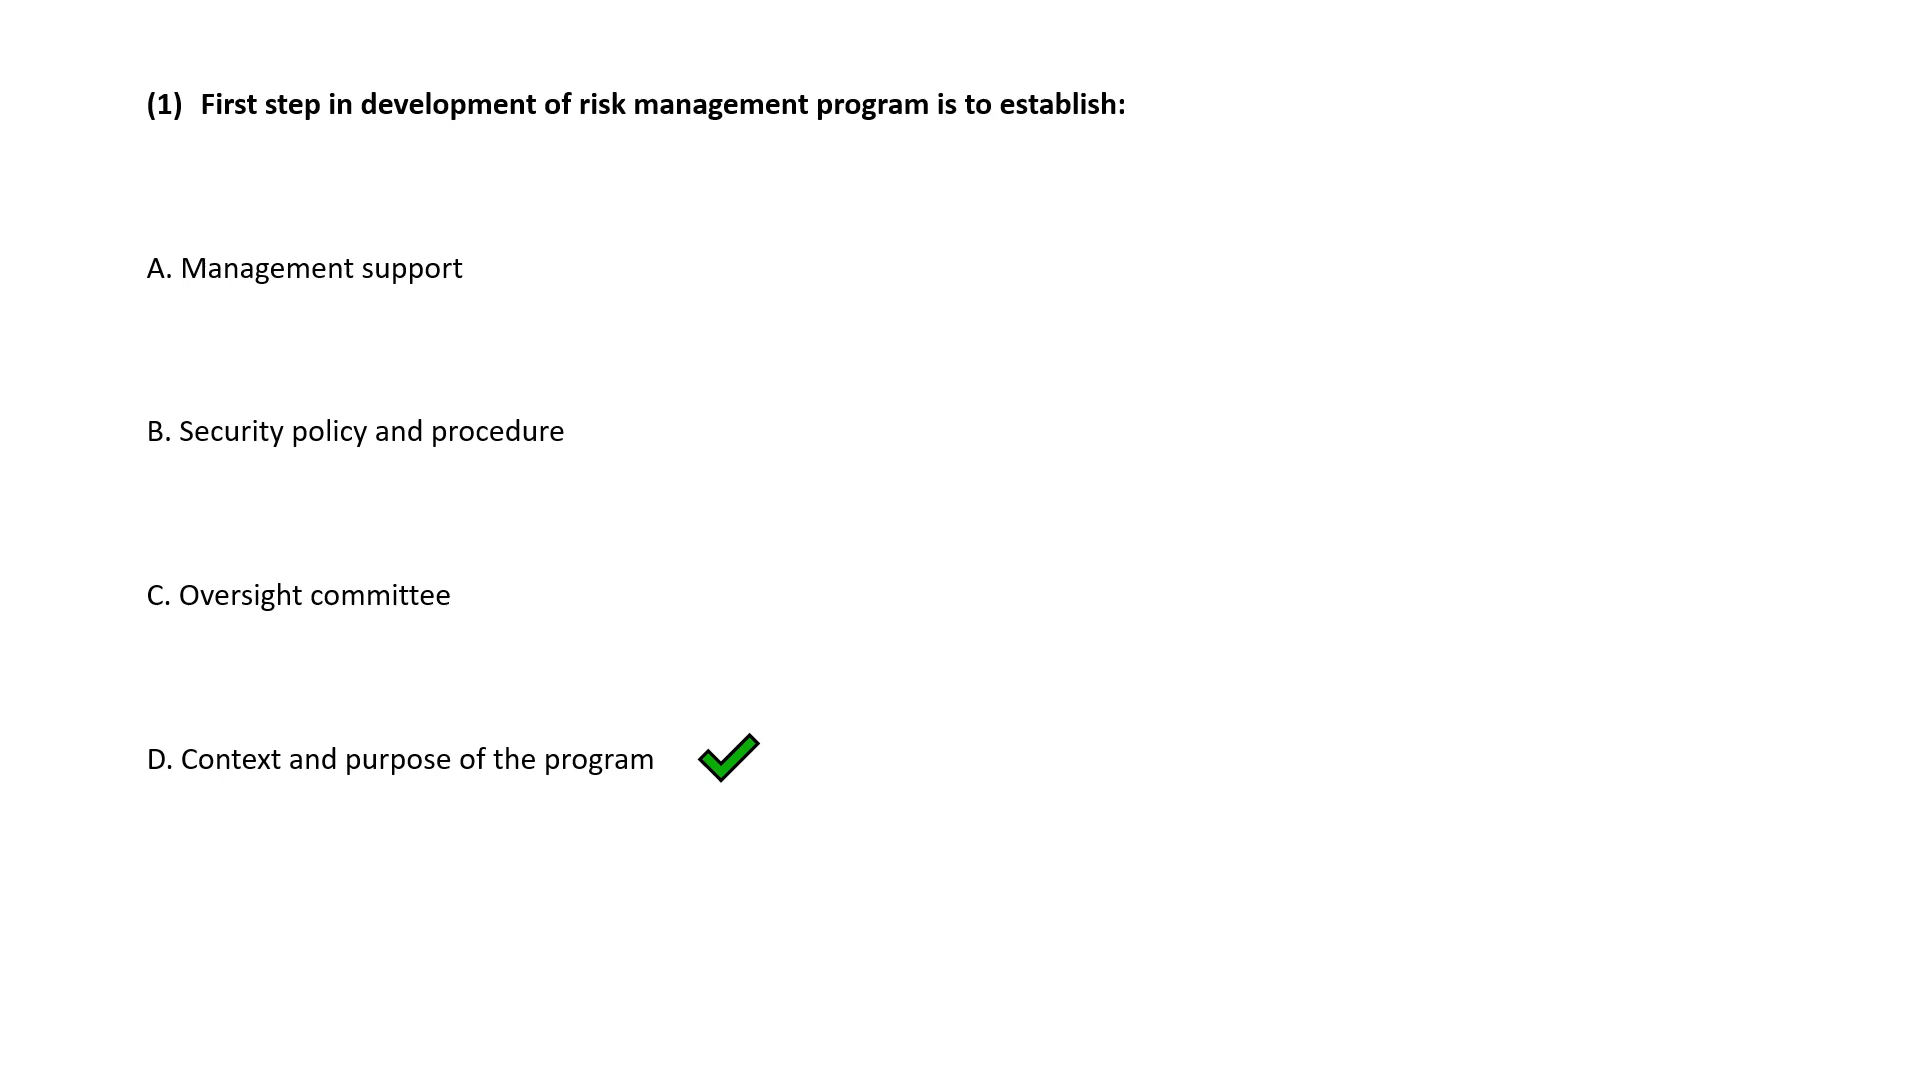 (1) First step in development of risk management program is to establish:
A. Management support
B. Security policy and procedure
C. Oversight committee
D. Context and purpose of the program